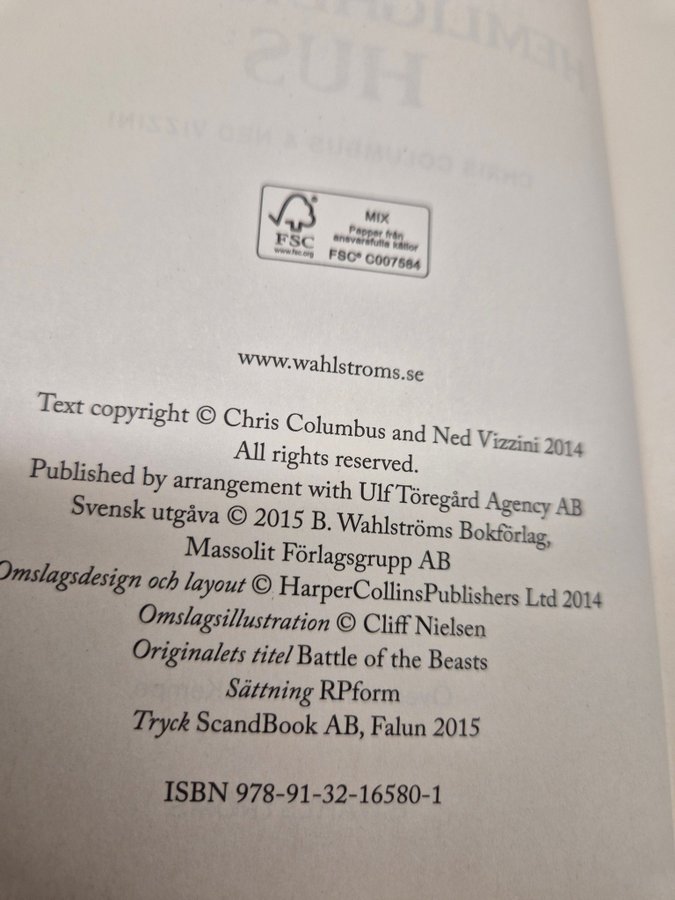 HEMLIGHE
HUS
CHRIS COLUMBUS & NED VIZZINI
FSC
www.fsc.org
MIX
Papper från
ansvarsfulla källor
FSC® C007584
www.wahlstroms.se
Text copyright © Chris Columbus and Ned Vizzini 2014
All rights reserved.
Published by arrangement with Ulf Töregård Agency AB
Svensk utgåva © 2015 B. Wahlströms Bokförlag,
Massolit Förlagsgrupp AB
Omslagsdesign och layout © HarperCollinsPublishers Ltd 2014
Omslagsillustration © Cliff Nielsen
Originalets titel Battle of the Beasts
Sättning RPform
Tryck ScandBook AB, Falun 2015
ISBN 978-91-32-16580-1